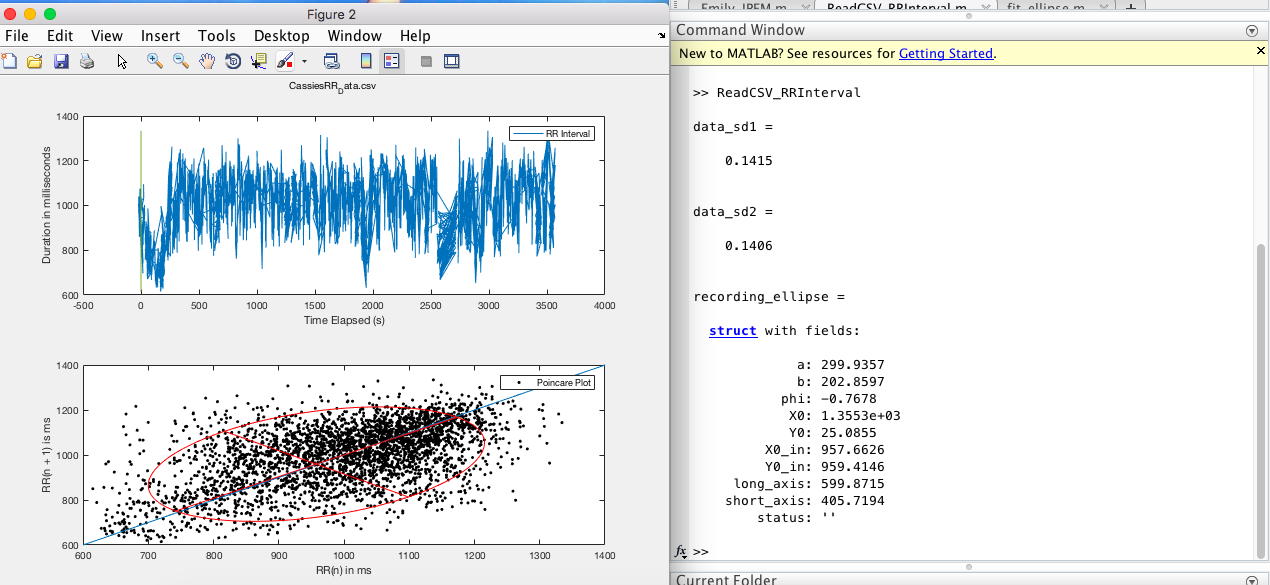 Figure 2
File Edit View Insert Tools Desktop Window Help
CassiesRR_Data.csv
1400
1200
1000
800
600
Duration in milliseconds
RR Interval
-500 0 500 1000 1500 2000 2500 3000 3500 4000
Time Elapsed (s)
1400
1200
1000
800
600
RR(n + 1) is ms
Poincare Plot
600 700 800 900 1000 1100 1200 1300 1400
RR(n) in ms
Emily_IPFM.m ReadCSV_RRInterval.m fit_ellipse.m +
Command Window
New to MATLAB? See resources for Getting Started.
>> ReadCSV_RRInterval
data_sd1 =
0.1415
data_sd2 =
0.1406
recording_ellipse =
struct with fields:
a: 299.9357
b: 202.8597
phi: -0.7678
X0: 1.3553e+03
Y0: 25.0855
X0_in: 957.6626
Y0_in: 959.4146
long_axis: 599.8715
short_axis: 405.7194
status: ''
fx >>
Current Folder